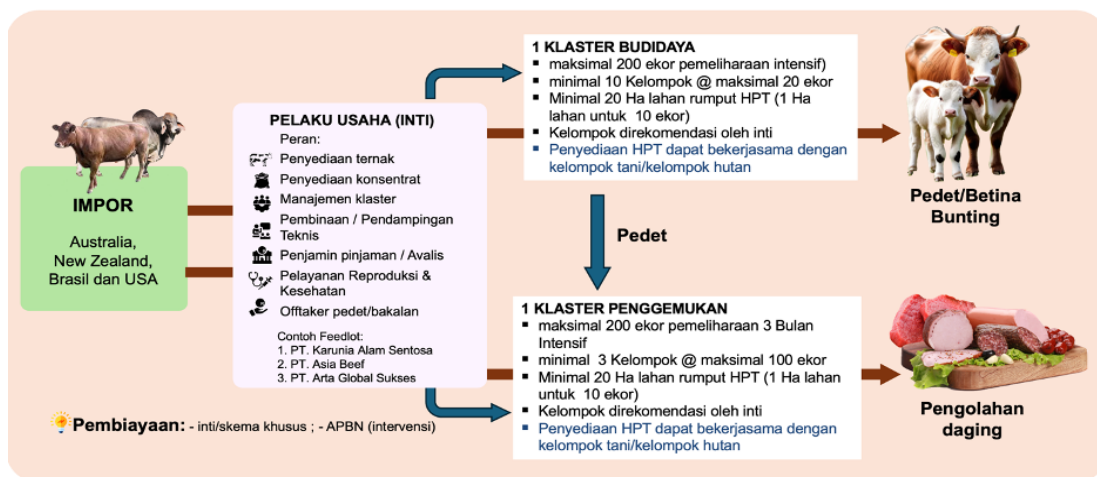 IMPOR
Australia,
New Zealand,
Brasil dan USA
PELAKU USAHA (INTI)
Peran:
Penyediaan ternak
Penyediaan konsentrat
Manajemen klaster
Pembinaan / Pendampingan
Teknis
Penjamin pinjaman / Avalis
Pelayanan Reproduksi &
Kesehatan
Offtaker pedet/bakalan
Contoh Feedlot:
1. PT. Karunia Alam Sentosa
2. PT. Asia Beef
3. PT. Arta Global Sukses
1 KLASTER BUDIDAYA
▪ maksimal 200 ekor pemeliharaan intensif)
▪ minimal 10 Kelompok @ maksimal 20 ekor
▪ Minimal 20 Ha lahan rumput HPT (1 Ha
lahan untuk 10 ekor)
▪ Kelompok direkomendasi oleh inti
▪ Penyediaan HPT dapat bekerjasama dengan
kelompok tani/kelompok hutan
Pedet/Betina
Bunting
Pedet
1 KLASTER PENGGEMUKAN
▪ maksimal 200 ekor pemeliharaan 3 Bulan
Intensif
▪ minimal 3 Kelompok @ maksimal 100 ekor
▪ Minimal 20 Ha lahan rumput HPT (1 Ha lahan
untuk 10 ekor)
▪ Kelompok direkomendasi oleh inti
▪ Penyediaan HPT dapat bekerjasama dengan
kelompok tani/kelompok hutan
Pengolahan
daging
Pembiayaan: - inti/skema khusus ; - APBN (intervensi)